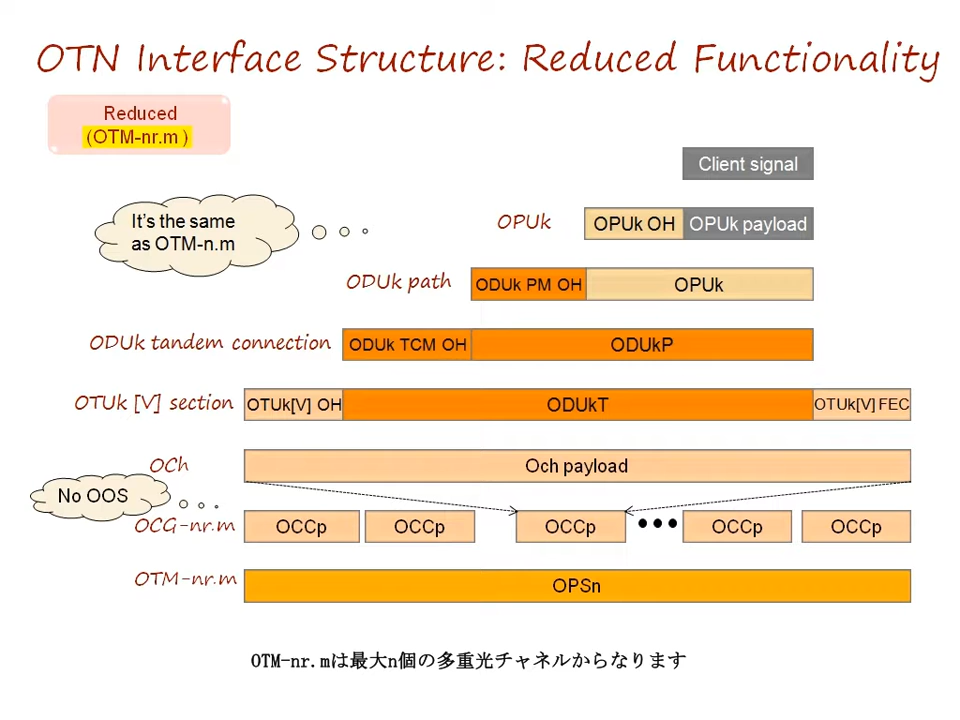 OTN Interface Structure: Reduced Functionality
Reduced
(OTM-nr.m )
Client signal
It's the same
as OTM-n.m
OPUk
OPUk OH
OPUk payload
ODUk path
ODUk PM OH
OPUk
ODUk tandem connection
ODUk TCM OH
ODUkP
OTUk [V] section
OTUk[V] OH
ODUkT
OTUk[V] FEC
OCh
Och payload
No OOS
OCG-nr.m
OCCp
OCCp
OCCp
•••
OCCp
OCCp
OTM-nr.m
OPSn
OTM-nr.mは最大n個の多重光チャネルからなります